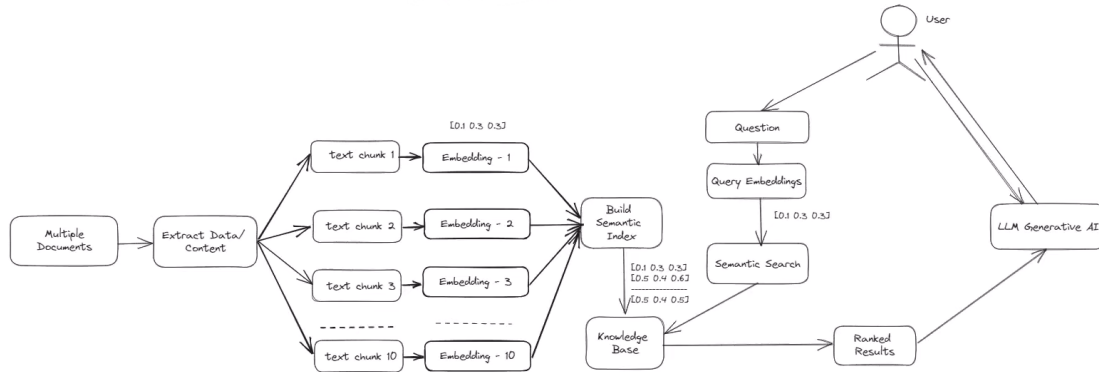 User
[0.1 0.3 0.3]
Question
text chunk 1
Embedding - 1
Query Embeddings
[0.1 0.3 0.3]
Multiple
Documents
Extract Data/
Content
text chunk 2
Embedding - 2
Build
Semantic
Index
LLM Generative AI
Semantic Search
text chunk 3
Embedding - 3
[0.1 0.3 0.3]
[0.5 0.4 0.6]
[0.5 0.4 0.5]
Knowledge
Base
Ranked
Results
text chunk 10
Embedding - 10